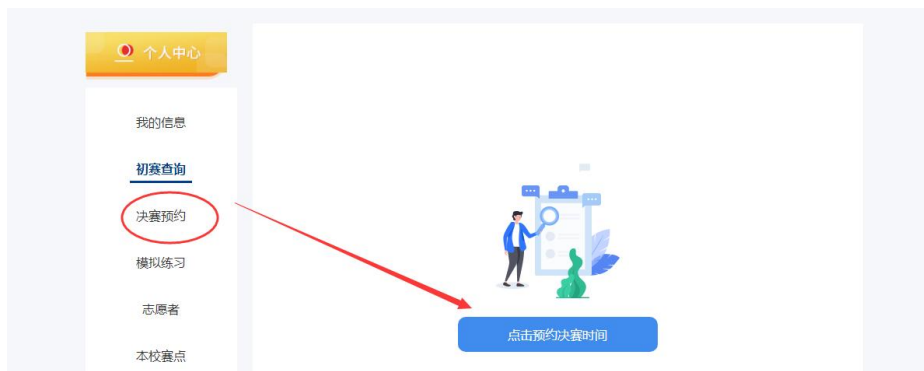 个人中心
我的信息
初赛查询
决赛预约
模拟练习
志愿者
点击预约决赛时间
本校赛点